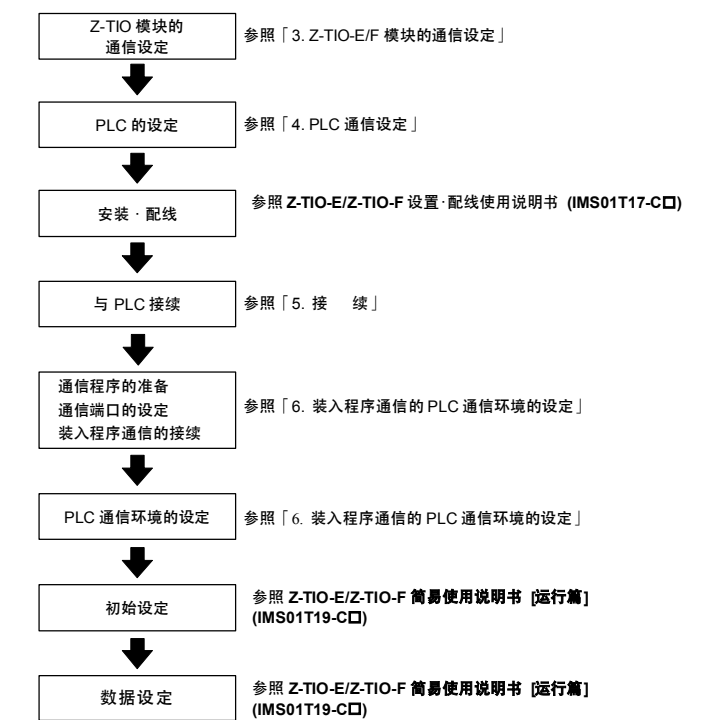 Z-TIO 模块的
通信设定
参照「3. Z-TIO-E/F 模块的通信设定」
PLC 的设定
参照「4. PLC 通信设定」
安装 · 配线
参照 Z-TIO-E/Z-TIO-F 设置·配线使用说明书 (IMS01T17-C□)
与 PLC 接续
参照「5. 接 续」
通信程序的准备
通信端口的设定
装入程序通信的接续
参照「6. 装入程序通信的 PLC 通信环境的设定」
PLC 通信环境的设定
参照「6. 装入程序通信的 PLC 通信环境的设定」
初始设定
参照 Z-TIO-E/Z-TIO-F 简易使用说明书 [运行篇]
(IMS01T19-C□)
数据设定
参照 Z-TIO-E/Z-TIO-F 简易使用说明书 [运行篇]
(IMS01T19-C□)